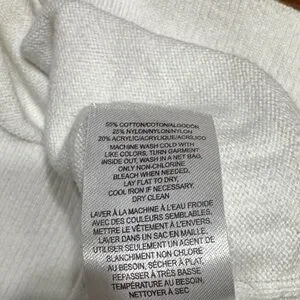 55% COTTON/COTON/ALGODÓN
25% NYLON/NYLON/NYLON
20% ACRYLIC/ACRYLIQUE/ACRÍLICO
MACHINE WASH COLD WITH
LIKE COLORS, TURN GARMENT
INSIDE OUT, WASH IN A NET BAG,
ONLY NON-CHLORINE
BLEACH WHEN NEEDED,
LAY FLAT TO DRY,
COOL IRON IF NECESSARY.
DRY CLEAN
LAVER À LA MACHINE À L'EAU FROIDE
AVEC DES COULEURS SEMBLABLES,
METTRE LE VÊTEMENT À L'ENVERS,
LAVER DANS UN SAC EN MAILLE,
UTILISER SEULEMENT UN AGENT DE
BLANCHIMENT NON CHLORÉ
AU BESOIN, SÉCHER À PLAT,
REPASSER À TRÈS BASSE
TEMPÉRATURE AU BESOIN.
NETTOYER À SEC